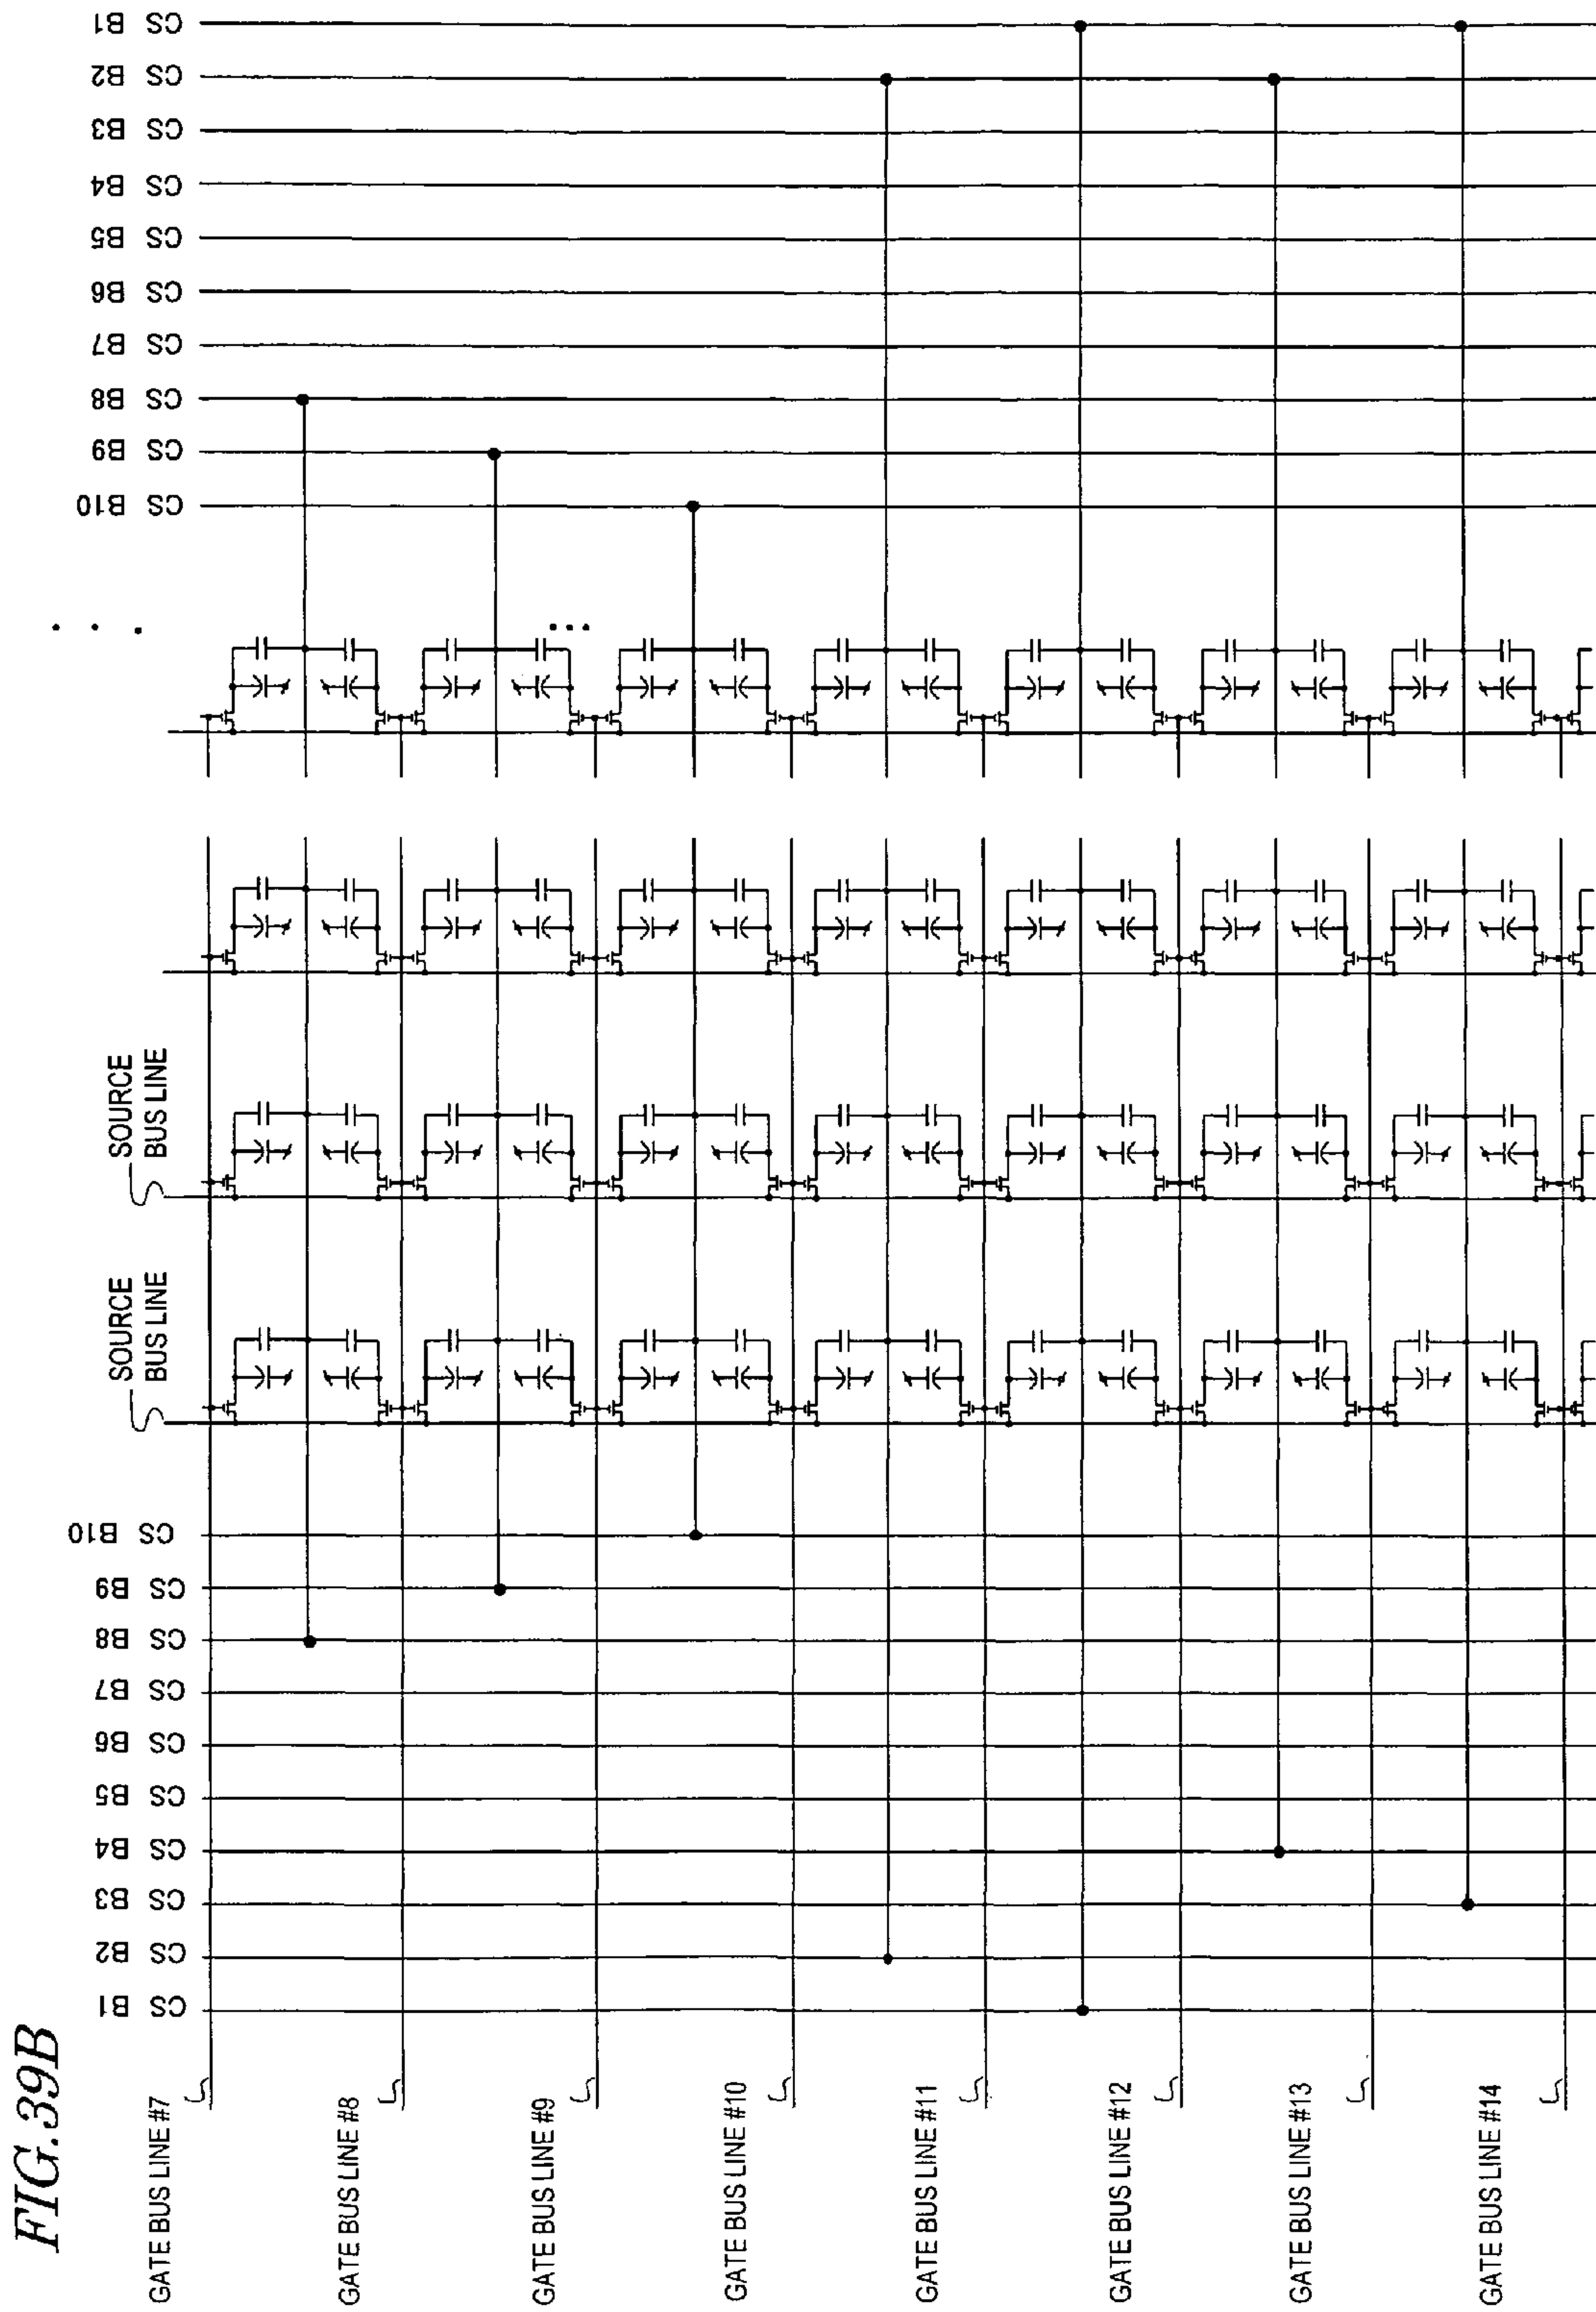 FIG.39B
CS B1
CS B2
CS B3
CS B4
CS B5
CS B6
CS B7
CS B8
CS B9
CS B10
SOURCE
BUS LINE
SOURCE
BUS LINE
CS B10
CS B9
CS B8
CS B7
CS B6
CS B5
CS B4
CS B3
CS B2
CS B1
GATE BUS LINE #7
GATE BUS LINE #8
GATE BUS LINE #9
GATE BUS LINE #10
GATE BUS LINE #11
GATE BUS LINE #12
GATE BUS LINE #13
GATE BUS LINE #14